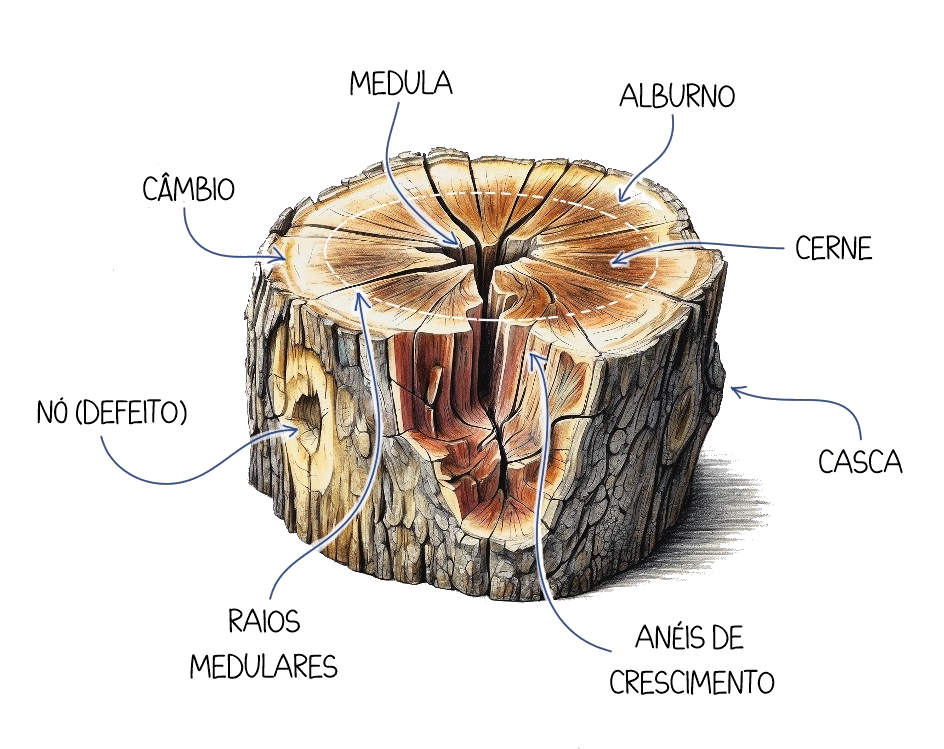 MEDULA
ALBURNO
CÂMBIO
CERNE
NÓ (DEFEITO)
CASCA
RAIOS
MEDULARES
ANÉIS DE
CRESCIMENTO